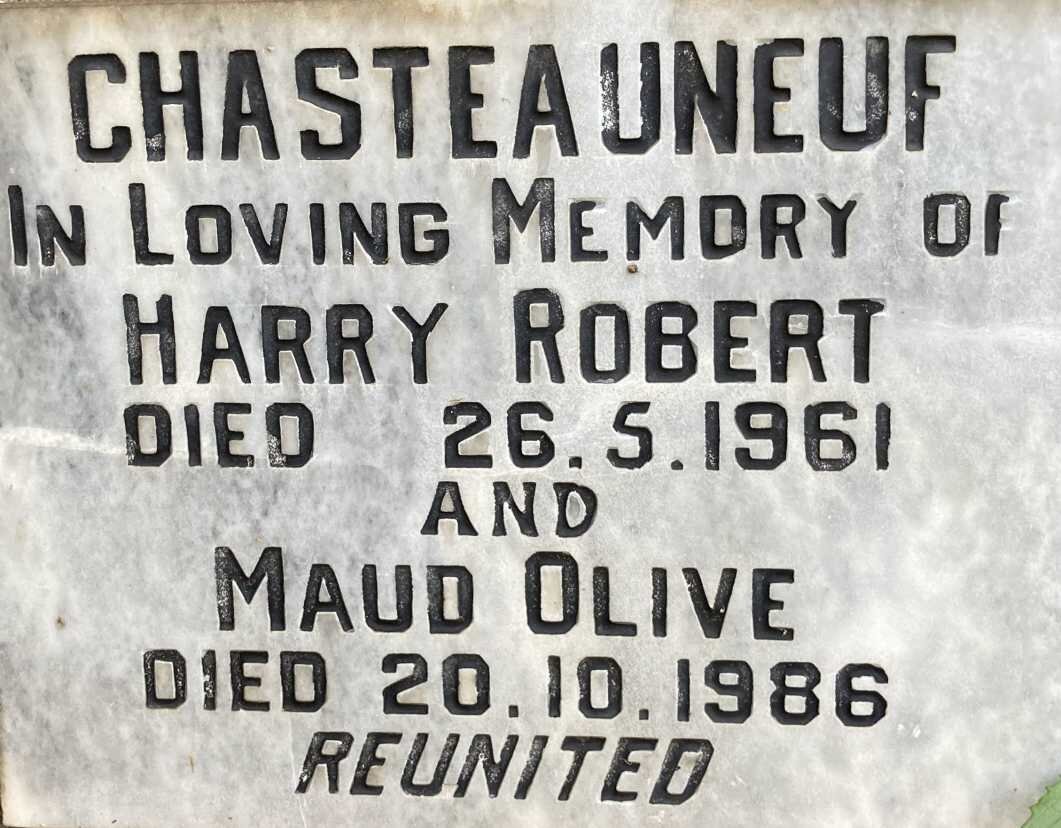 CHASTEAUNEUF
IN LOVING MEMORY OF
HARRY ROBERT
DIED 26.5.1961
AND
MAUD OLIVE
DIED 20.10.1986
REUNITED